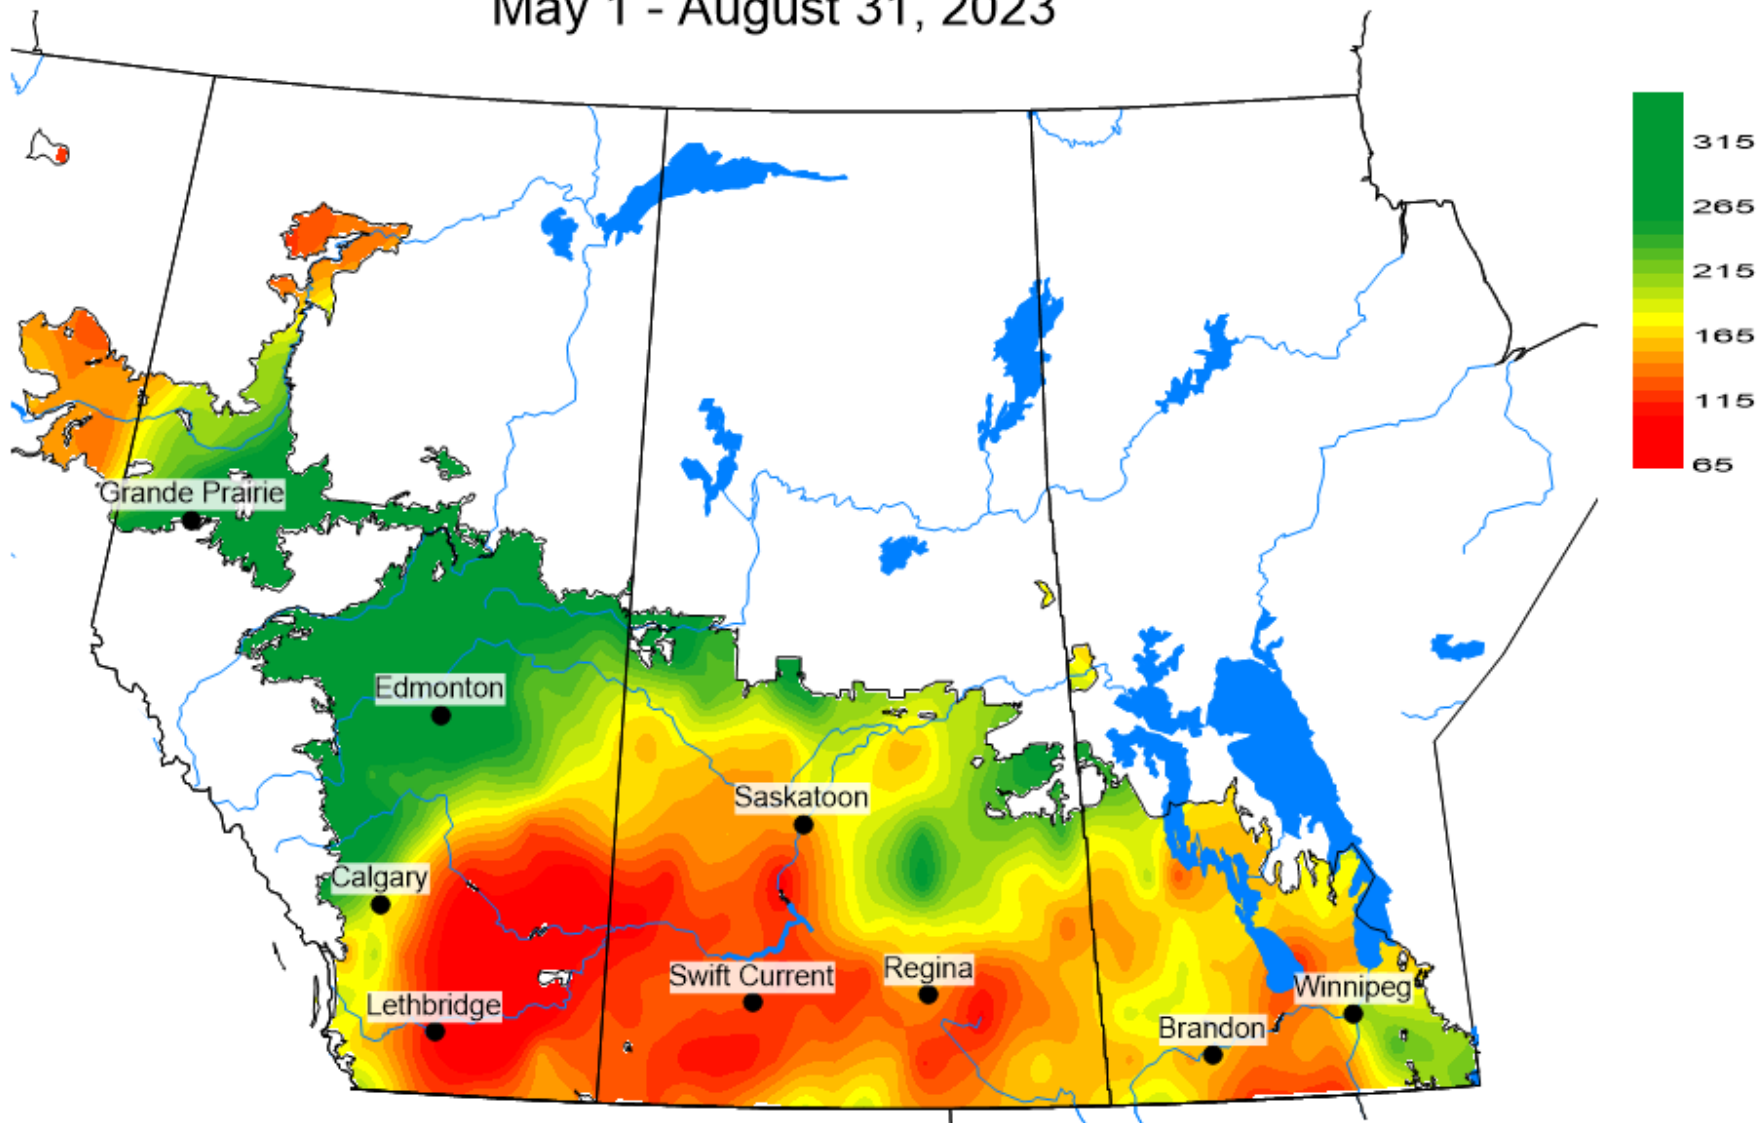 May 1 - August 31, 2023
315
265
215
165
115
65
Grande Prairie
Edmonton
Saskatoon
Calgary
Swift Current
Regina
Lethbridge
Winnipeg
Brandon